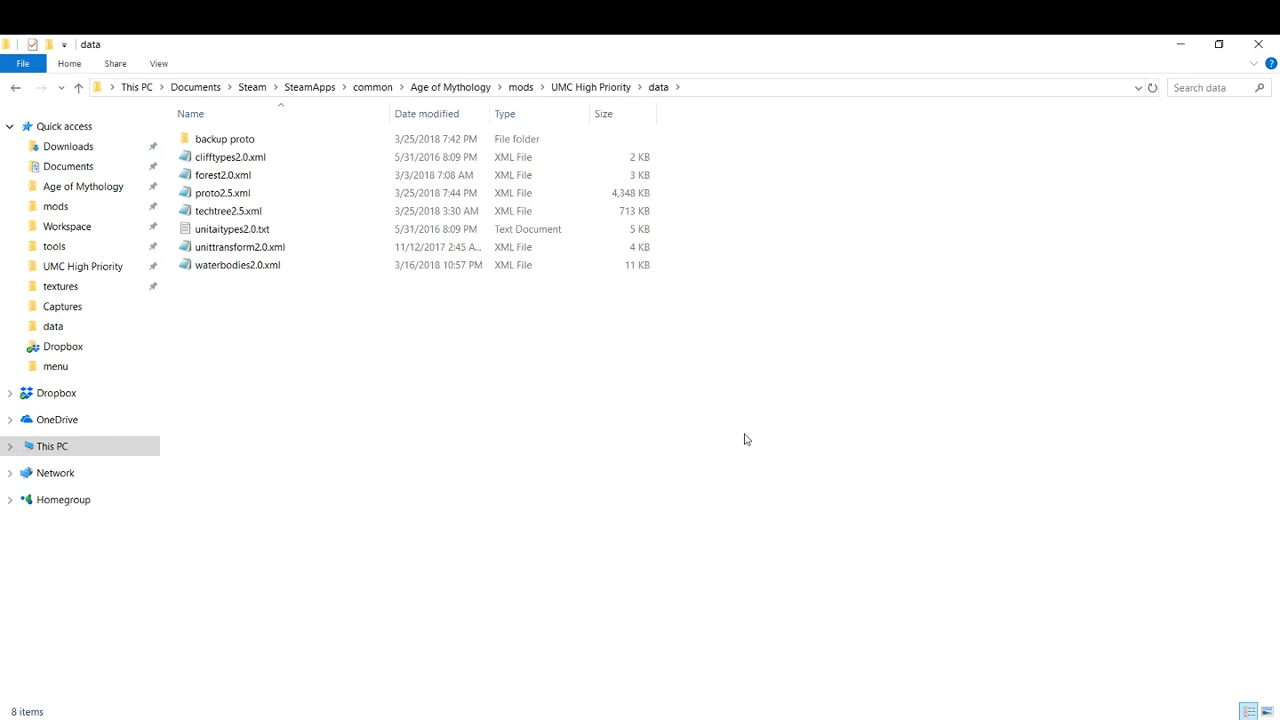 data
File Home Share View
This PC Documents Steam SteamApps common Age of Mythology mods UMC High Priority data
Search data
Name Date modified Type Size
Quick access
Downloads
Documents
Age of Mythology
mods
Workspace
tools
UMC High Priority
textures
Captures
data
Dropbox
menu
Dropbox
OneDrive
This PC
Network
Homegroup
backup proto 3/25/2018 7:42 PM File folder
clifftypes2.0.xml 5/31/2016 8:09 PM XML File 2 KB
forest2.0.xml 3/3/2018 7:08 AM XML File 3 KB
proto2.5.xml 3/25/2018 7:44 PM XML File 4,348 KB
techtree2.5.xml 3/25/2018 3:30 AM XML File 713 KB
unitaitypes2.0.txt 5/31/2016 8:09 PM Text Document 5 KB
unittransform2.0.xml 11/12/2017 2:45 A... XML File 4 KB
waterbodies2.0.xml 3/16/2018 10:57 PM XML File 11 KB
8 items